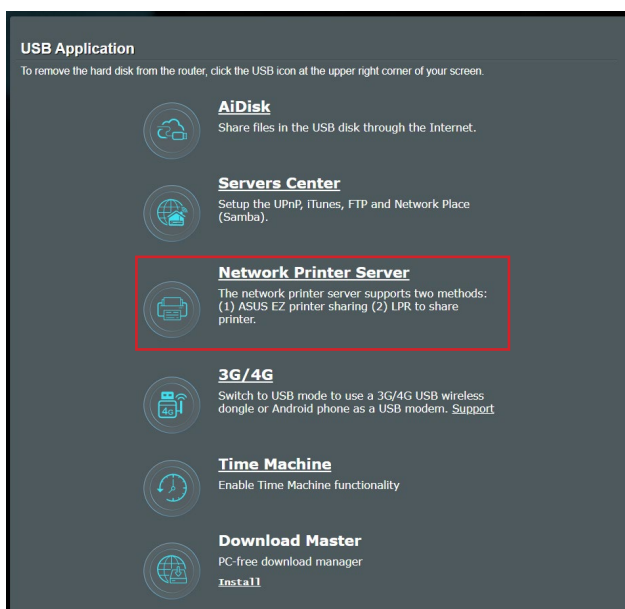 USB Application
To remove the hard disk from the router, click the USB icon at the upper right corner of your screen.
AiDisk
Share files in the USB disk through the Internet.
Servers Center
Setup the UPnP, iTunes, FTP and Network Place
(Samba).
Network Printer Server
The network printer server supports two methods:
(1) ASUS EZ printer sharing (2) LPR to share
printer.
3G/4G
4G
Switch to USB mode to use a 3G/4G USB wireless
dongle or Android phone as a USB modem. Support
Time Machine
Enable Time Machine functionality
Download Master
PC-free download manager
Install